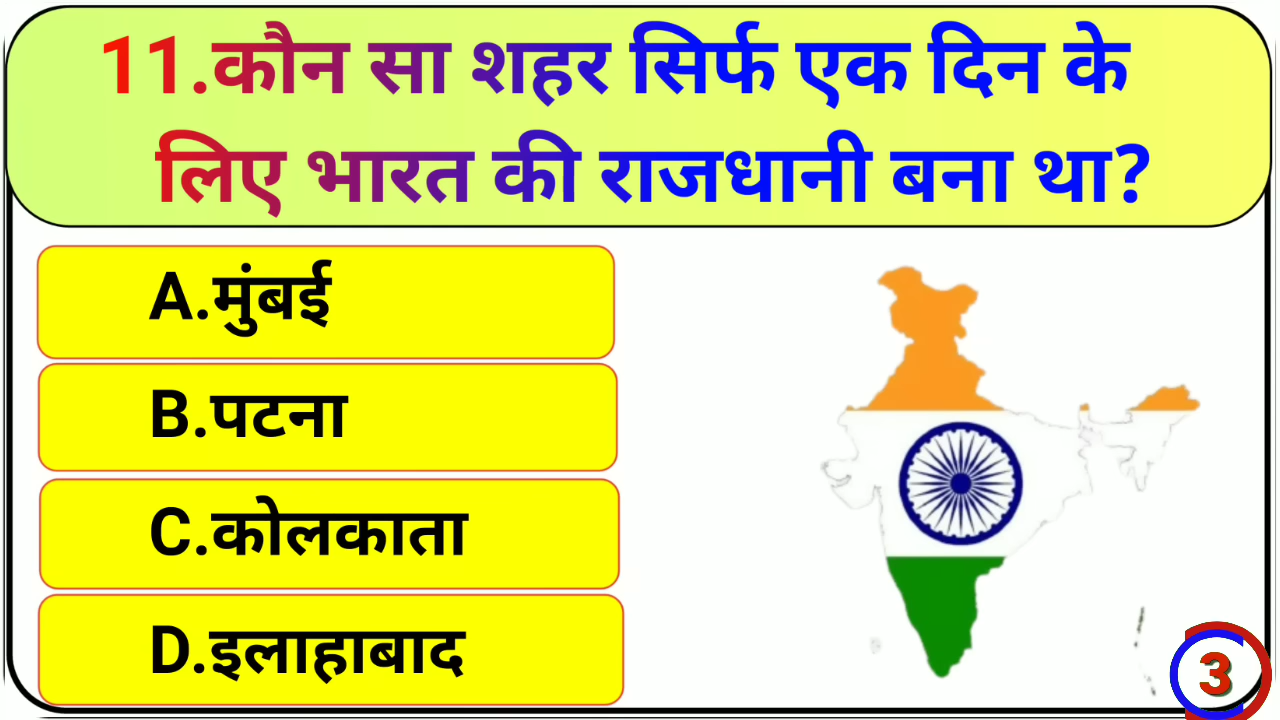 11.कौन सा शहर सिर्फ एक दिन के
लिए भारत की राजधानी बना था?
A.मुंबई
B.पटना
C.कोलकाता
D.इलाहाबाद
3